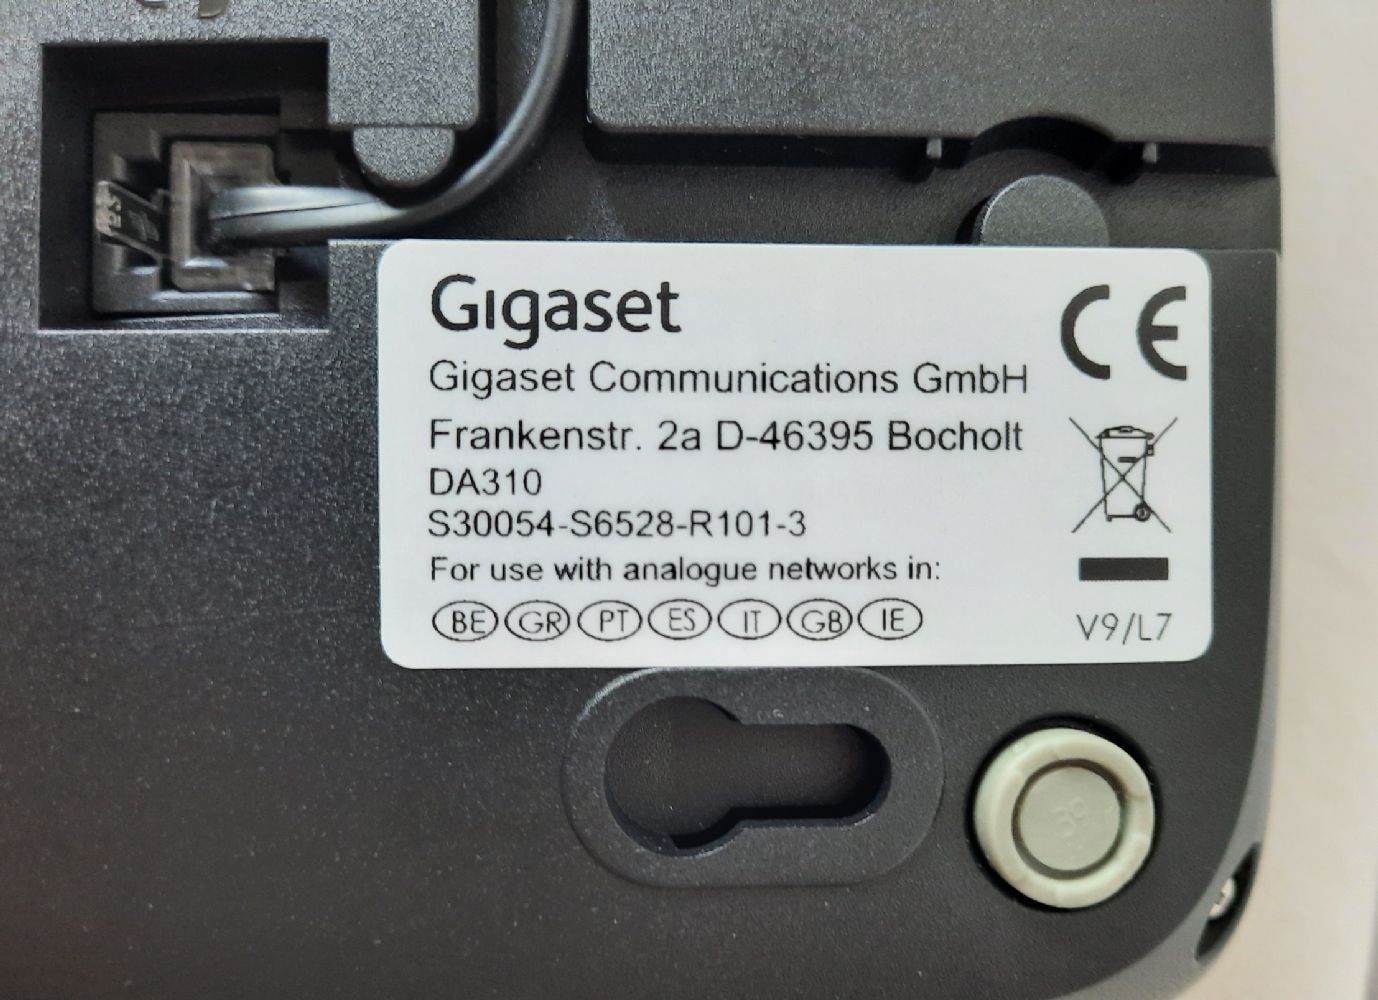 Gigaset
CE
Gigaset Communications GmbH
Frankenstr. 2a D-46395 Bocholt
DA310
S30054-S6528-R101-3
For use with analogue networks in:
BE GR PT ES IT GB IE
V9/L7